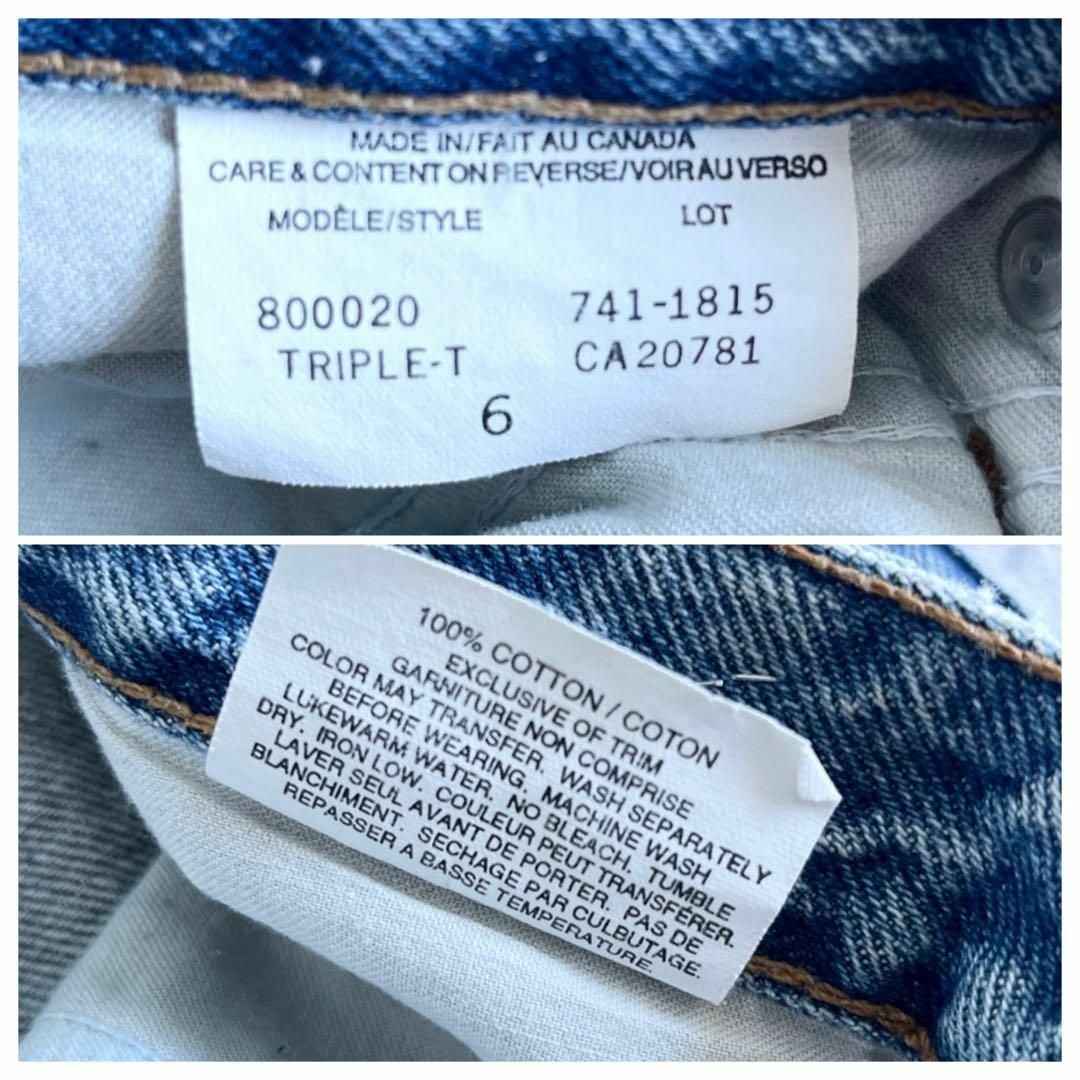 MADE IN/FAIT AU CANADA
CARE & CONTENT ON REVERSE/VOIR AU VERSO
MODÈLE/STYLE LOT
800020 741-1815
TRIPLE-T CA20781
6
100% COTTON / COTON
EXCLUSIVE OF TRIM
GARNITURE NON COMPRISE
COLOR MAY TRANSFER. WASH SEPARATELY
BEFORE WEARING. MACHINE WASH
LUKEWARM WATER. NO BLEACH. TUMBLE
DRY. IRON LOW. COULEUR PEUT TRANSFÉRER.
LAVER SEUL AVANT DE PORTER. PAS DE
BLANCHIMENT. SECHAGE PAR CULBUTAGE.
REPASSER A BASSE TEMPERATURE.